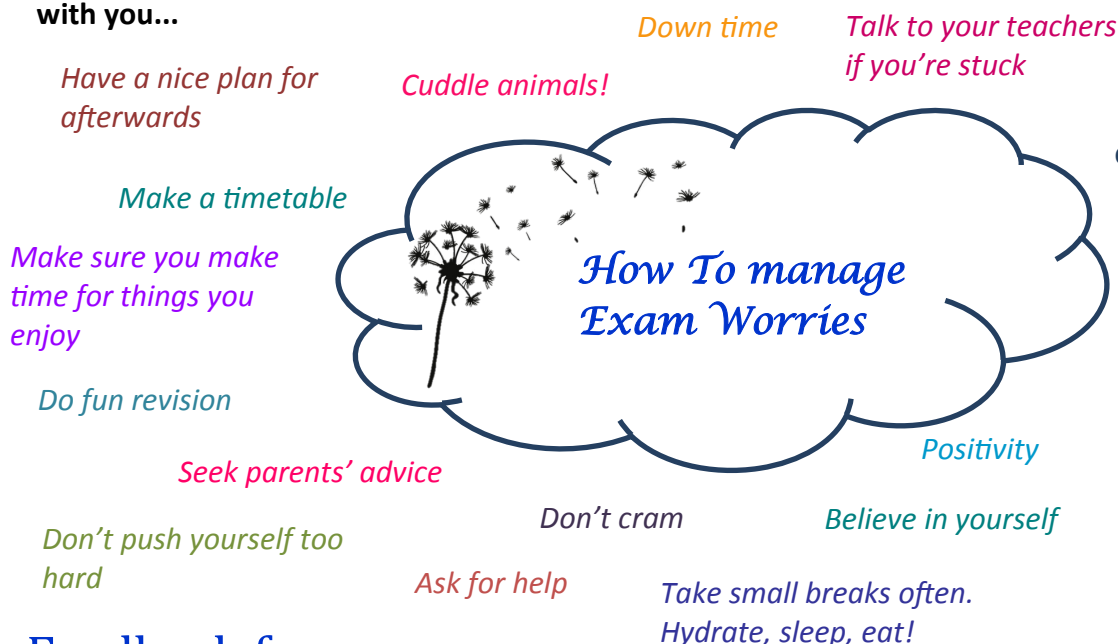 with you...
Down time
Talk to your teachers
if you're stuck
Have a nice plan for
afterwards
Cuddle animals!
Make a timetable
Make sure you make
time for things you
enjoy
How To manage
Exam Worries
Do fun revision
Positivity
Seek parents' advice
Don't cram
Believe in yourself
Don't push yourself too
hard
Ask for help
Take small breaks often.
Hydrate, sleep, eat!